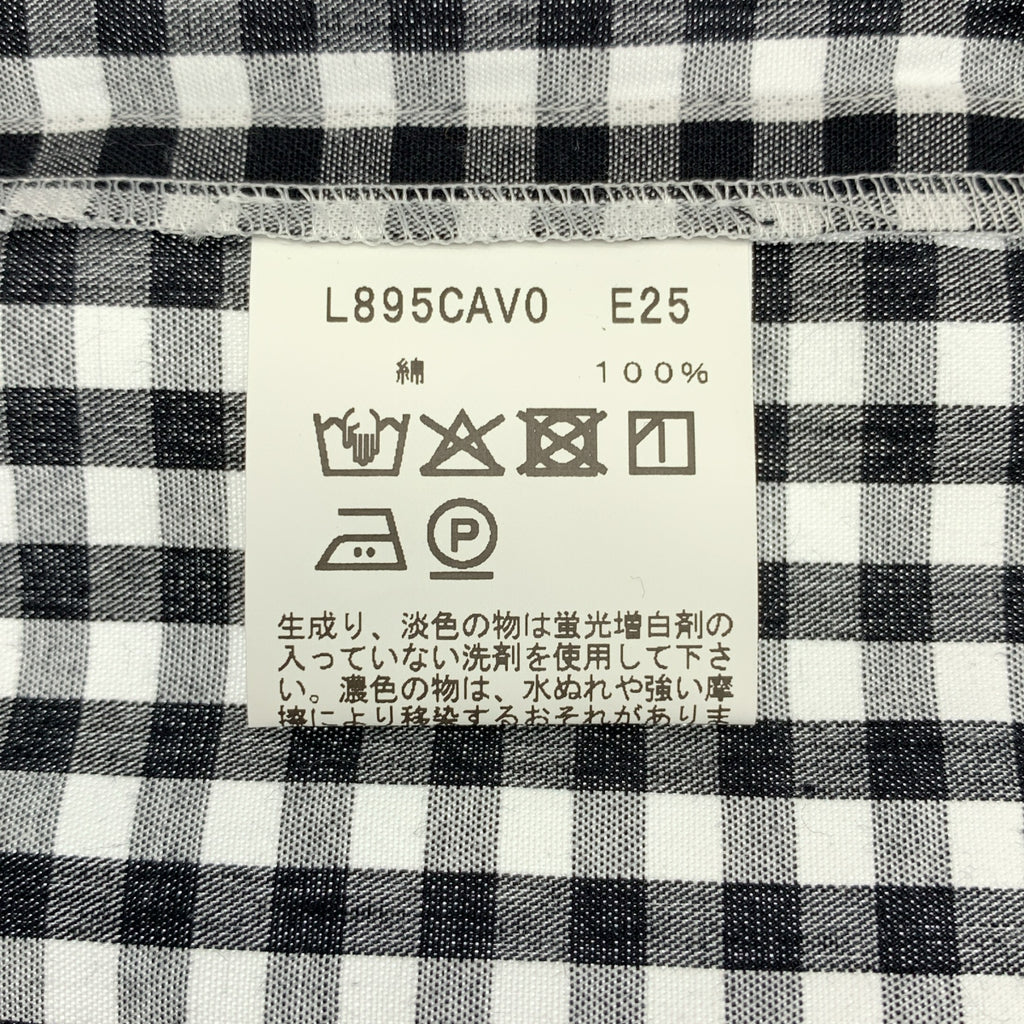 L895CAV0 E25
綿 100%
P
生成り、淡色の物は蛍光増白剤の
入っていない洗剤を使用して下さ
い。濃色の物は、水ぬれや強い摩
擦により移染するおそれがありま